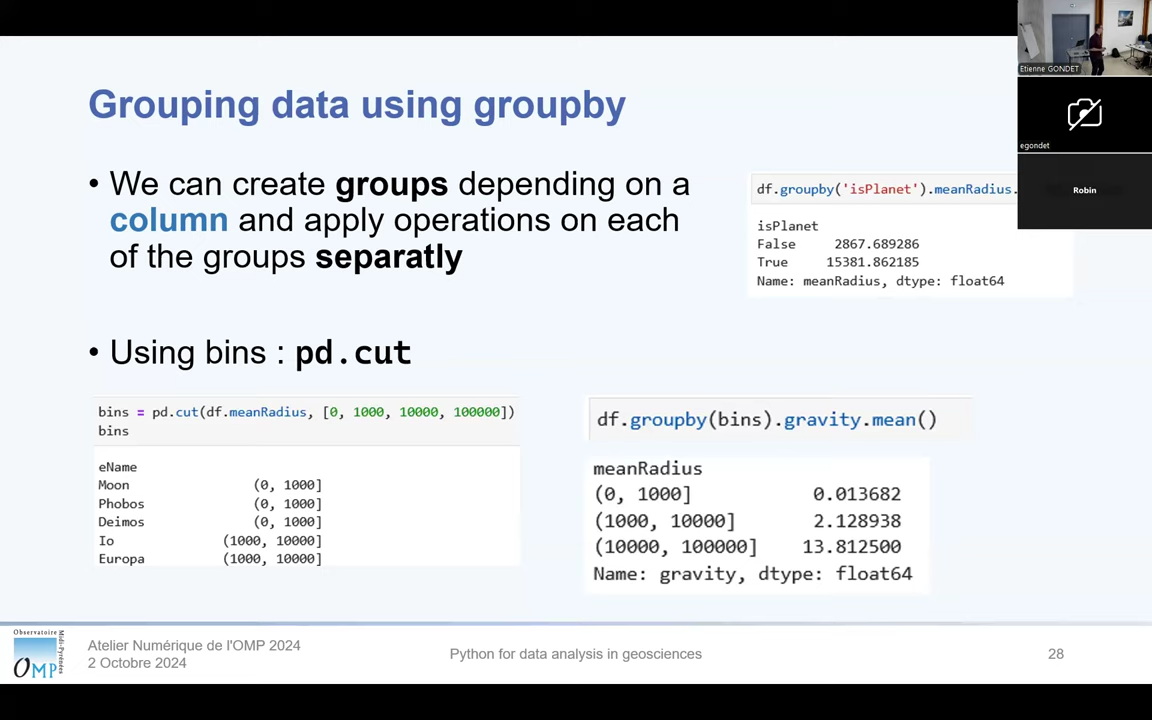 Grouping data using groupby
• We can create groups depending on a
column and apply operations on each
of the groups separatly
df.groupby('isPlanet').meanRadius.
isPlanet
False 2867.689286
True 15381.862185
Name: meanRadius, dtype: float64
• Using bins : pd.cut
bins = pd.cut(df.meanRadius, [0, 1000, 10000, 100000])
bins
eName
Moon (0, 1000]
Phobos (0, 1000]
Deimos (0, 1000]
Io (1000, 10000]
Europa (1000, 10000]
df.groupby(bins).gravity.mean()
meanRadius
(0, 1000] 0.013682
(1000, 10000] 2.128938
(10000, 100000] 13.812500
Name: gravity, dtype: float64
Etienne GONDET
egondet
Robin
Observatoire Midi-Pyrénées
OMP
Atelier Numérique de l'OMP 2024
2 Octobre 2024
Python for data analysis in geosciences
28